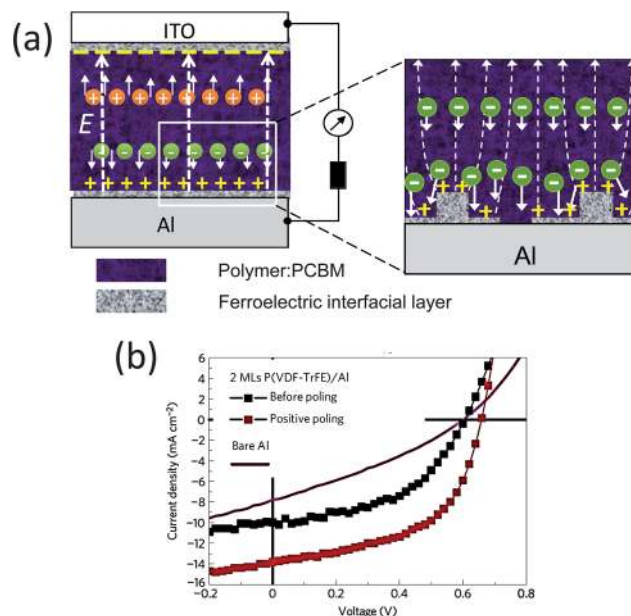 (a)
ITO
+ + + + + + + +
E
- - - - - - - -
+ + + + + + + + +
Al
- - - - - -
- - - - - -
+ + + +
+ + + +
Al
Polymer:PCBM
Ferroelectric interfacial layer
(b)
2 MLs P(VDF-TrFE)/Al
Before poling
Positive poling
Bare Al
Current density (mA cm⁻²)
6
4
2
0
-2
-4
-6
-8
-10
-12
-14
-16
-0.2 0 0.2 0.4 0.6 0.8
Voltage (V)